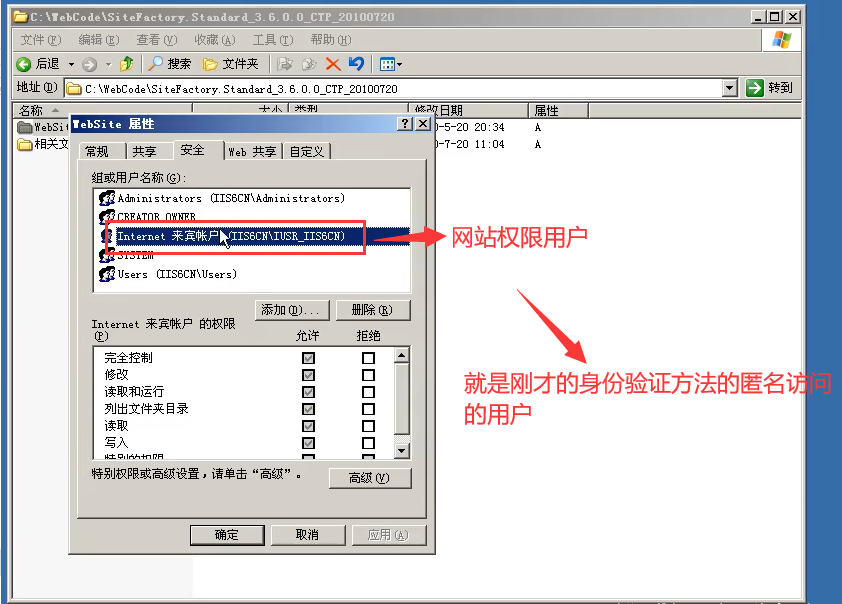 C:\WebCode\SiteFactory.Standard_3.6.0.0_CTP_20100720
文件(F) 编辑(E) 查看(V) 收藏(A) 工具(T) 帮助(H)
后退 搜索 文件夹
地址(D) C:\WebCode\SiteFactory.Standard_3.6.0.0_CTP_20100720 转到
名称 大小 类型 修改日期 属性
WebSit 0-5-20 20:34 A
相关文 0-7-20 11:04 A
WebSite 属性
常规 共享 安全 Web 共享 自定义
组或用户名称(G):
Administrators (IIS6CN\Administrators)
CREATOR OWNER
Internet 来宾帐户 (IIS6CN\IUSR_IIS6CN)
SYSTEM
Users (IIS6CN\Users)
网站权限用户
添加(D)... 删除(R)
Internet 来宾帐户 的权限
(P) 允许 拒绝
完全控制
修改
读取和运行
列出文件夹目录
读取
写入
特别的权限
就是刚才的身份验证方法的匿名访问
的用户
特别权限或高级设置，请单击“高级”。
高级(V)
确定 取消 应用(A)